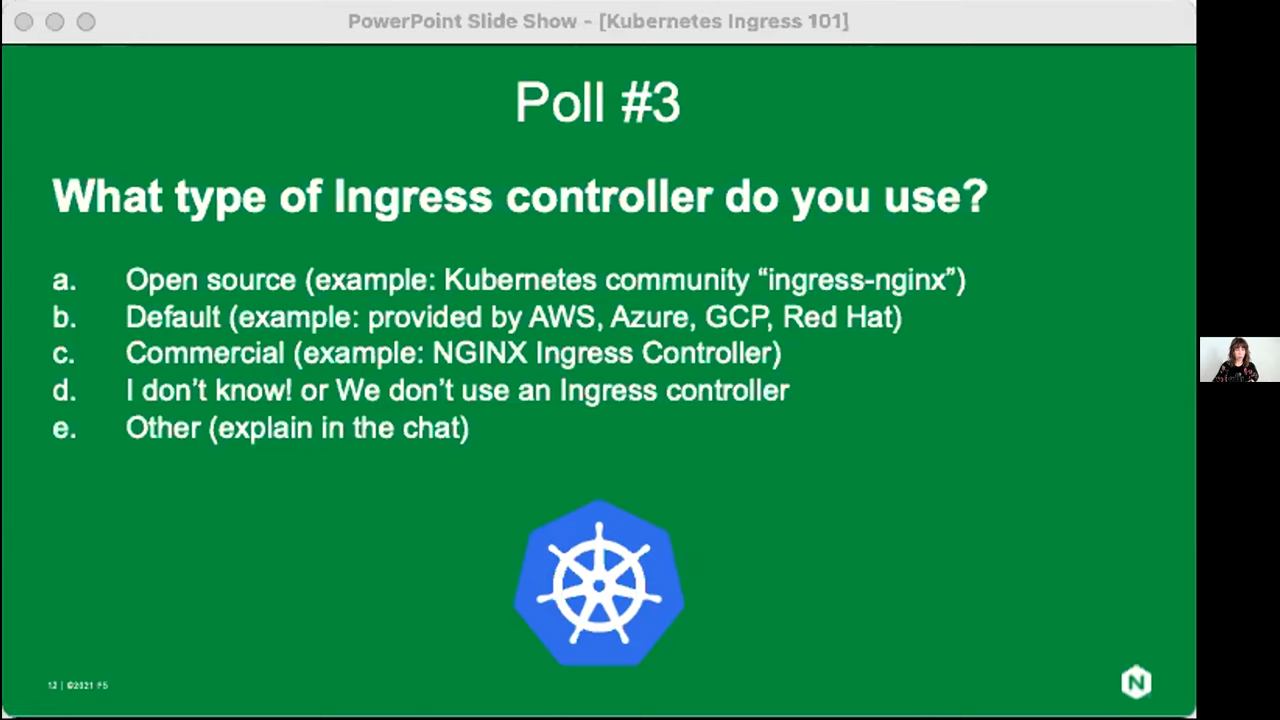 PowerPoint Slide Show - [Kubernetes Ingress 101]
Poll #3
What type of Ingress controller do you use?
a. Open source (example: Kubernetes community “ingress-nginx”)
b. Default (example: provided by AWS, Azure, GCP, Red Hat)
c. Commercial (example: NGINX Ingress Controller)
d. I don’t know! or We don’t use an Ingress controller
e. Other (explain in the chat)
12 | ©2021 F5
N